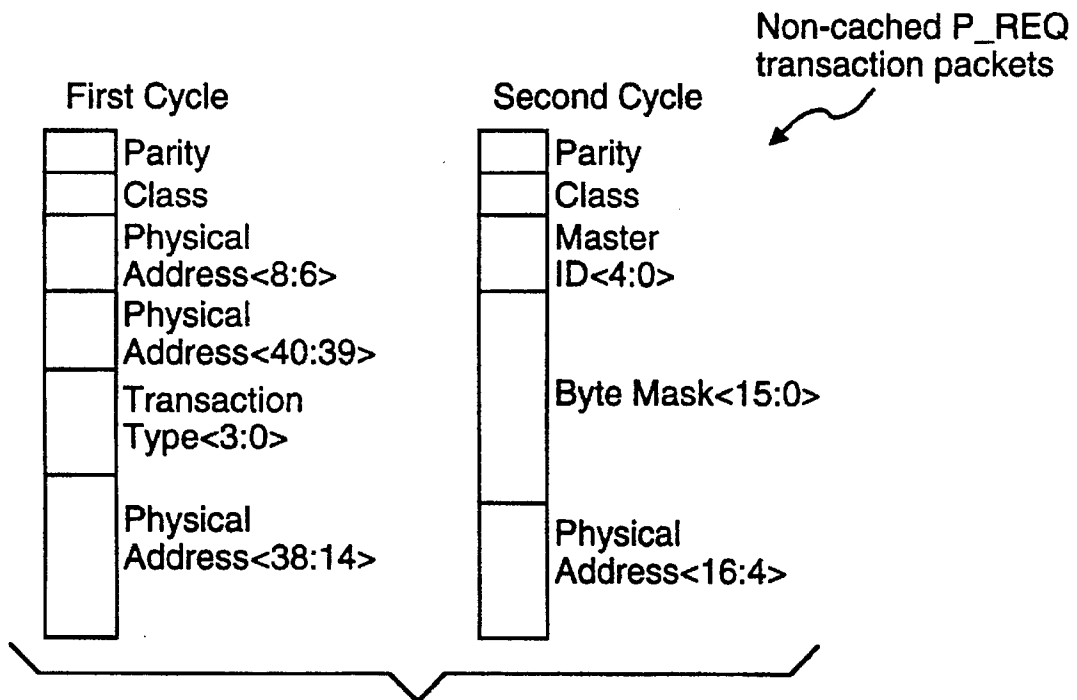 Non-cached P_REQ
transaction packets
First Cycle
Parity
Class
Physical
Address<8:6>
Physical
Address<40:39>
Transaction
Type<3:0>
Physical
Address<38:14>
Second Cycle
Parity
Class
Master
ID<4:0>
Byte Mask<15:0>
Physical
Address<16:4>